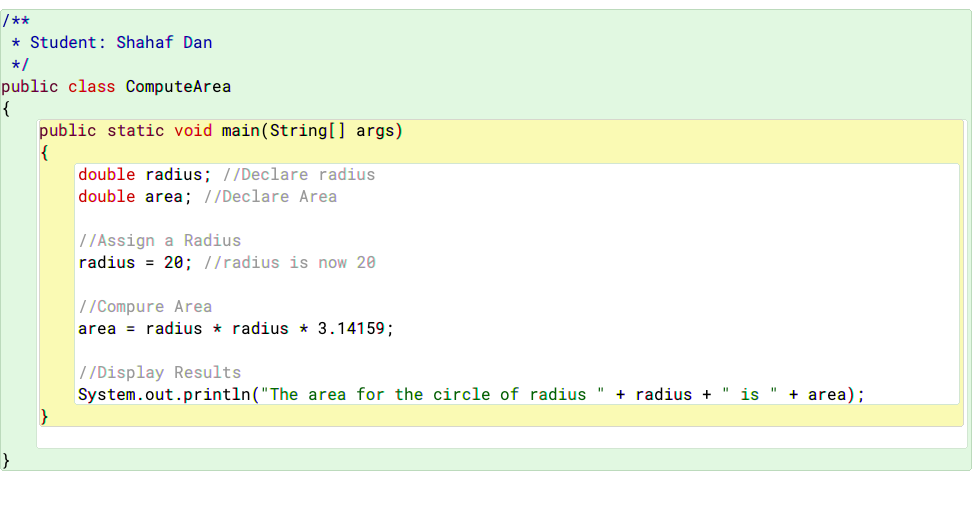 /**
 * Student: Shahaf Dan
 */
public class ComputeArea
{
    public static void main(String[] args)
    {
        double radius; //Declare radius
        double area; //Declare Area

        //Assign a Radius
        radius = 20; //radius is now 20

        //Compure Area
        area = radius * radius * 3.14159;

        //Display Results
        System.out.println("The area for the circle of radius " + radius + " is " + area);
    }

}